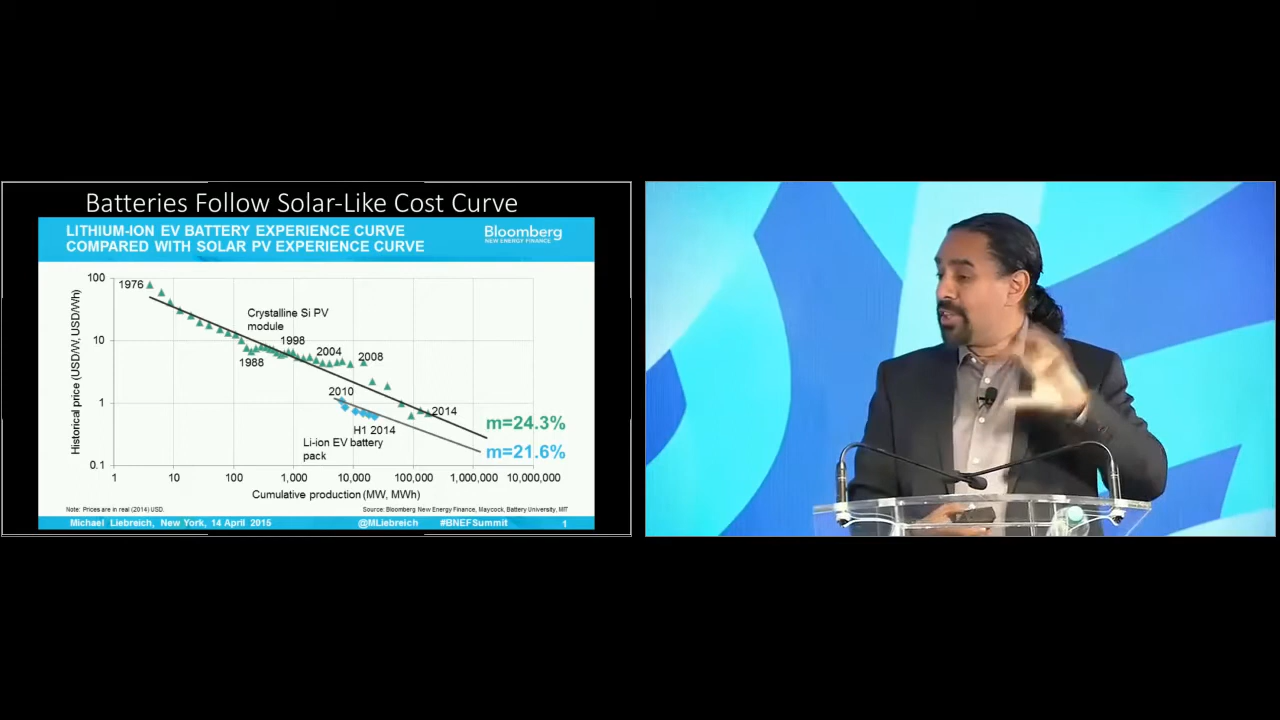 Batteries Follow Solar-Like Cost Curve
LITHIUM-ION EV BATTERY EXPERIENCE CURVE
COMPARED WITH SOLAR PV EXPERIENCE CURVE
Bloomberg
NEW ENERGY FINANCE
Historical price (USD/W, USD/Wh)
100
10
1
0.1
1976
Crystalline Si PV
module
1998
2004
2008
1988
2010
2014
H1 2014
Li-ion EV battery
pack
m=24.3%
m=21.6%
1
10
100
1,000
10,000
100,000
1,000,000
10,000,000
Cumulative production (MW, MWh)
Note: Prices are in real (2014) USD.
Source: Bloomberg New Energy Finance, Maycock, Battery University, MIT
Michael Liebreich, New York, 14 April 2015
@MLiebreich
#BNEFSummit
1